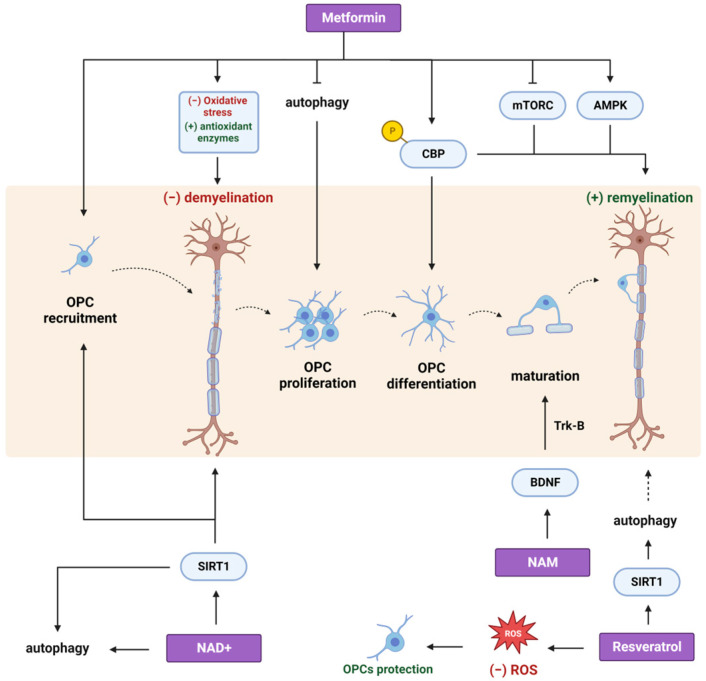 Metformin
(−) Oxidative
stress
(+) antioxidant
enzymes
autophagy
mTORC
AMPK
P
CBP
(−) demyelination
(+) remyelination
OPC
recruitment
OPC
proliferation
OPC
differentiation
maturation
Trk-B
BDNF
autophagy
SIRT1
NAM
SIRT1
autophagy
NAD+
OPCs protection
ROS
(−) ROS
Resveratrol